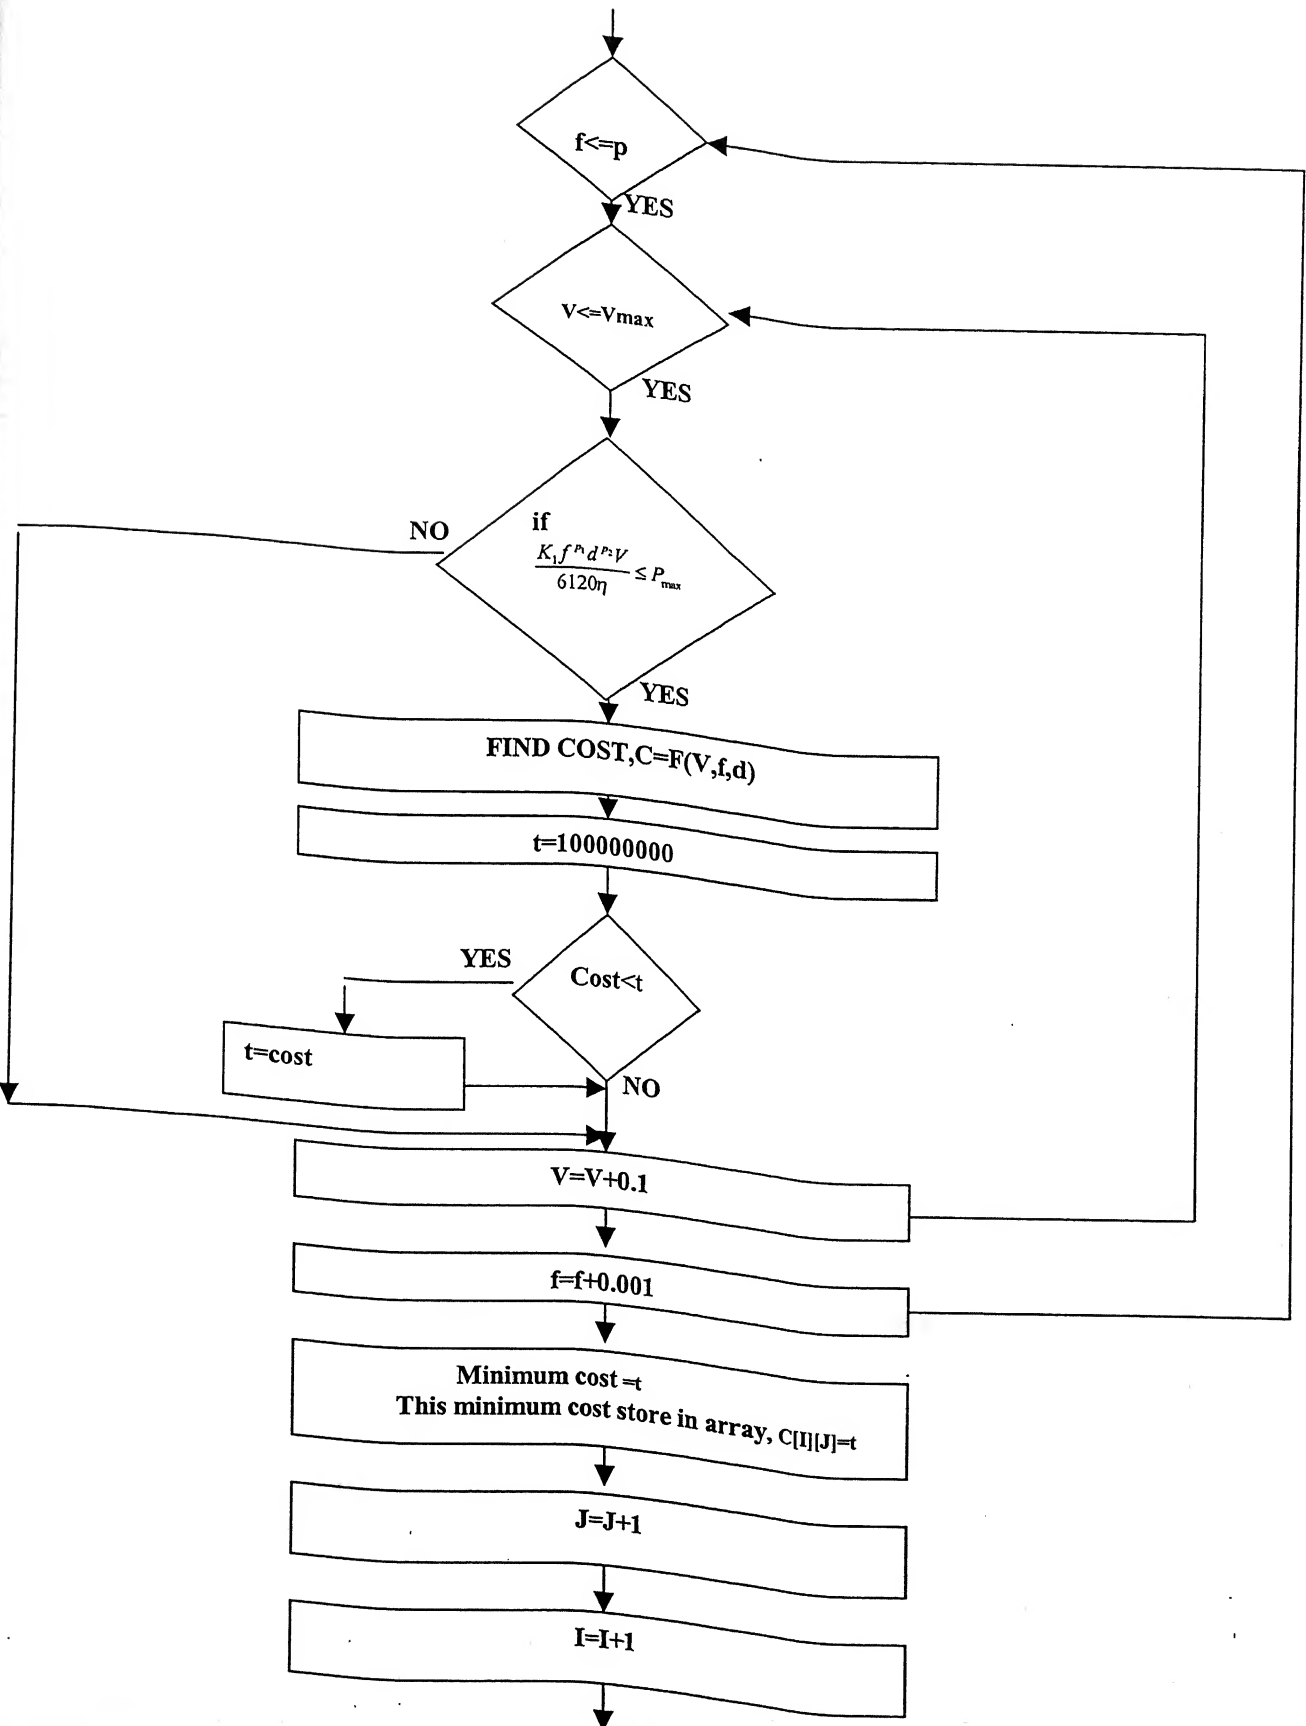 f<=p
YES
V<=Vmax
YES
NO
if
K₁f^p₁d^p₂V
6120η
≤ P_max
YES
FIND COST,C=F(V,f,d)
t=100000000
YES
Cost<t
t=cost
NO
V=V+0.1
f=f+0.001
Minimum cost =t
This minimum cost store in array, C[I][J]=t
J=J+1
I=I+1